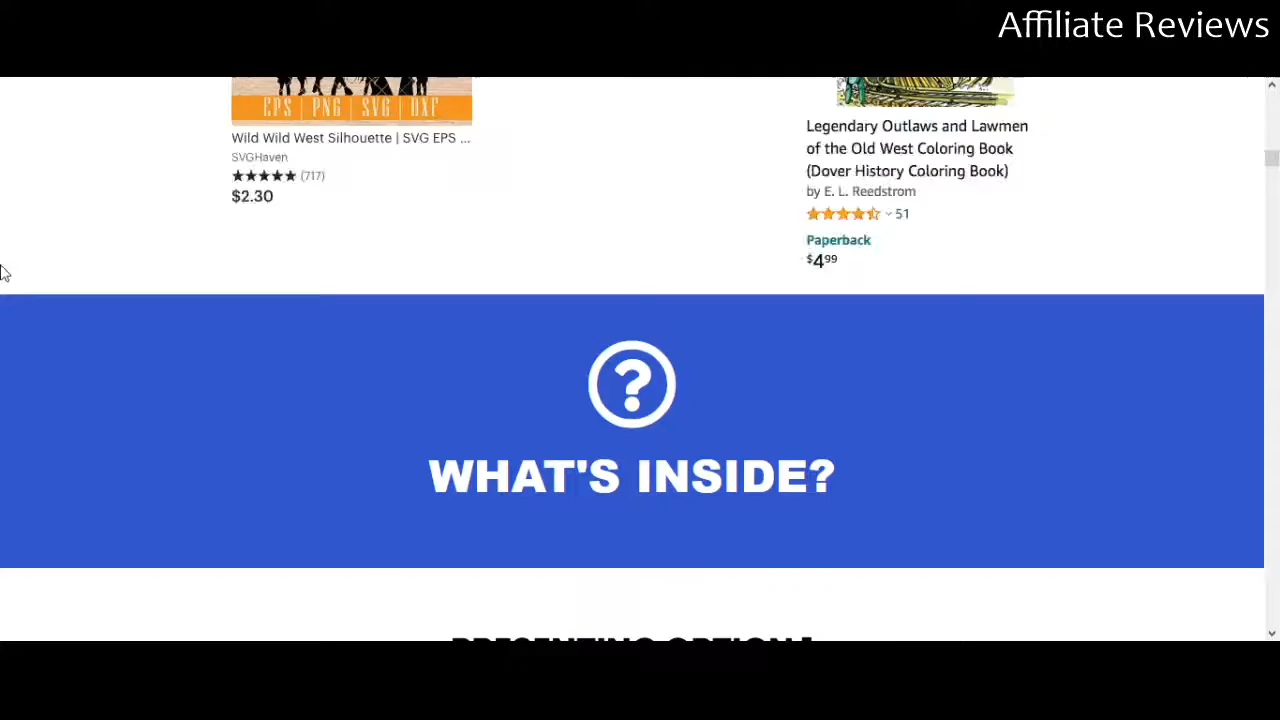 Affiliate Reviews
EPS | PNG | SVG | DXF
Wild Wild West Silhouette | SVG EPS ...
SVGHaven
(717)
$2.30
Legendary Outlaws and Lawmen
of the Old West Coloring Book
(Dover History Coloring Book)
by E. L. Reedstrom
51
Paperback
$4.99
?
WHAT'S INSIDE?
PRESENTING OPTION